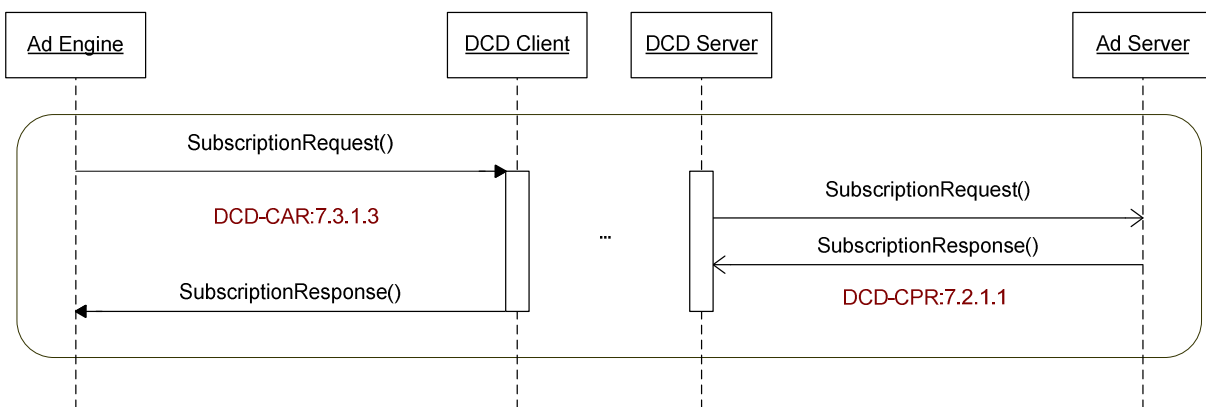 Ad Engine
DCD Client
DCD Server
Ad Server
SubscriptionRequest()
DCD-CAR:7.3.1.3
...
SubscriptionRequest()
SubscriptionResponse()
SubscriptionResponse()
DCD-CPR:7.2.1.1